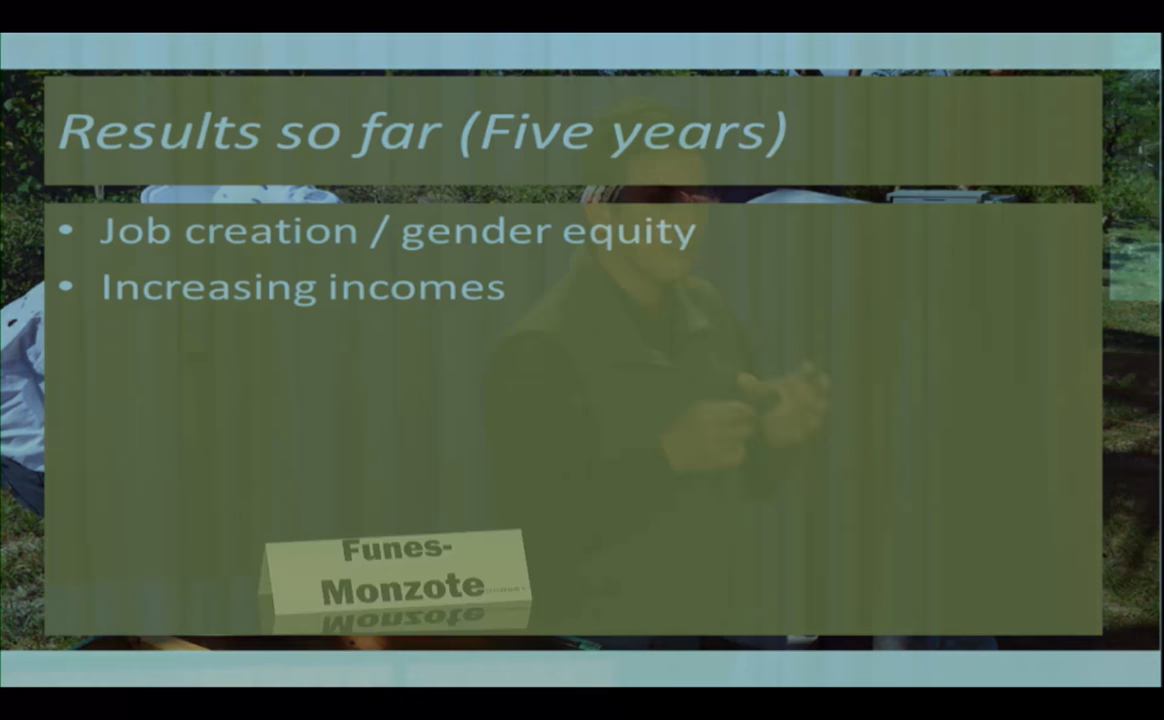 Results so far (Five years)
• Job creation / gender equity
• Increasing incomes
Funes-
Monzote